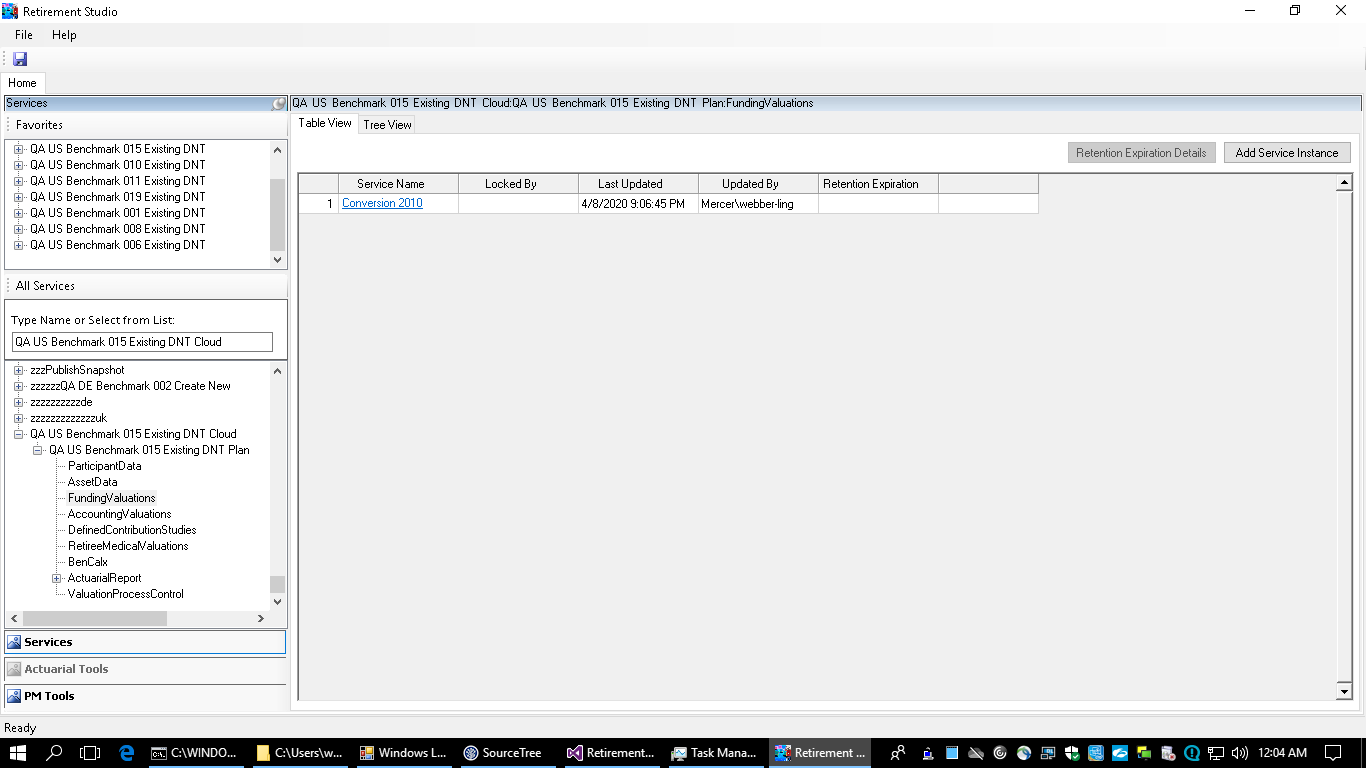 Retirement Studio
File Help
Home
Services
Favorites
QA US Benchmark 015 Existing DNT
QA US Benchmark 010 Existing DNT
QA US Benchmark 011 Existing DNT
QA US Benchmark 019 Existing DNT
QA US Benchmark 001 Existing DNT
QA US Benchmark 008 Existing DNT
QA US Benchmark 006 Existing DNT
All Services
Type Name or Select from List:
QA US Benchmark 015 Existing DNT Cloud
zzzPublishSnapshot
zzzzzzQA DE Benchmark 002 Create New
zzzzzzzzzzde
zzzzzzzzzzzzzuk
QA US Benchmark 015 Existing DNT Cloud
QA US Benchmark 015 Existing DNT Plan
ParticipantData
AssetData
FundingValuations
AccountingValuations
DefinedContributionStudies
RetireeMedicalValuations
BenCalx
ActuarialReport
ValuationProcessControl
Services
Actuarial Tools
PM Tools
QA US Benchmark 015 Existing DNT Cloud:QA US Benchmark 015 Existing DNT Plan:FundingValuations
Table View Tree View
Retention Expiration Details Add Service Instance
Service Name Locked By Last Updated Updated By Retention Expiration
1 Conversion 2010 4/8/2020 9:06:45 PM Mercer\webber-ling
Ready
C:\WINDO... C:\Users\w... Windows L... SourceTree Retirement... Task Mana... Retirement ... 12:04 AM